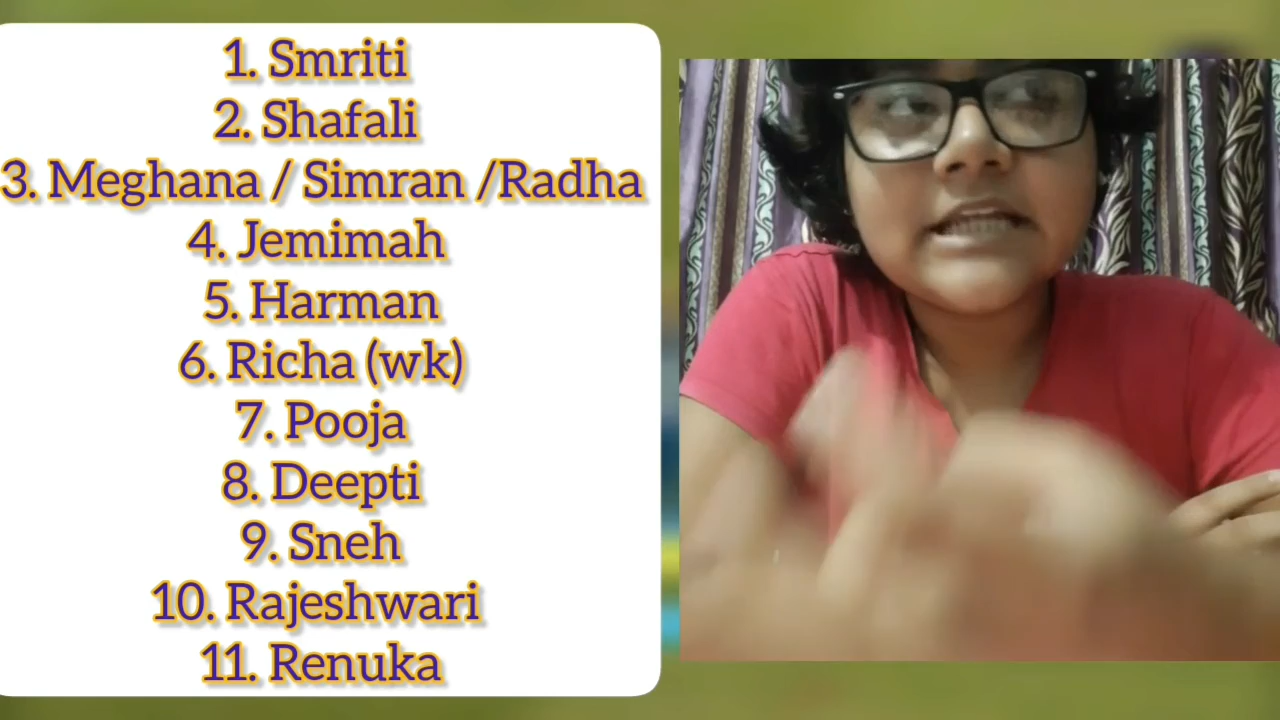 1. Smriti
2. Shafali
3. Meghana / Simran /Radha
4. Jemimah
5. Harman
6. Richa (wk)
7. Pooja
8. Deepti
9. Sneh
10. Rajeshwari
11. Renuka